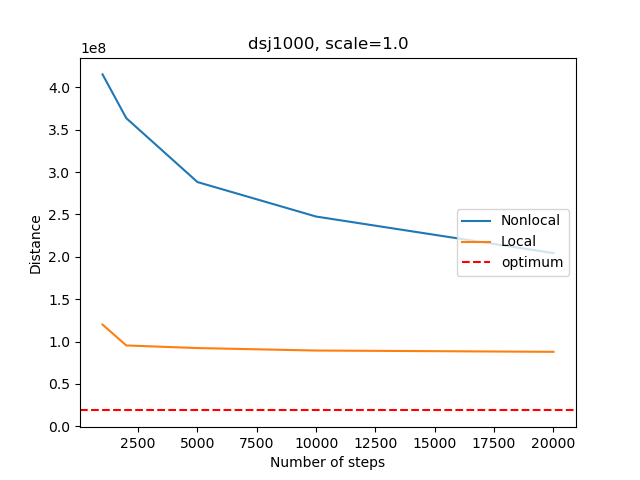 dsj1000, scale=1.0
1e8
4.0
3.5
3.0
2.5
2.0
1.5
1.0
0.5
0.0
Distance
Nonlocal
Local
optimum
2500 5000 7500 10000 12500 15000 17500 20000
Number of steps